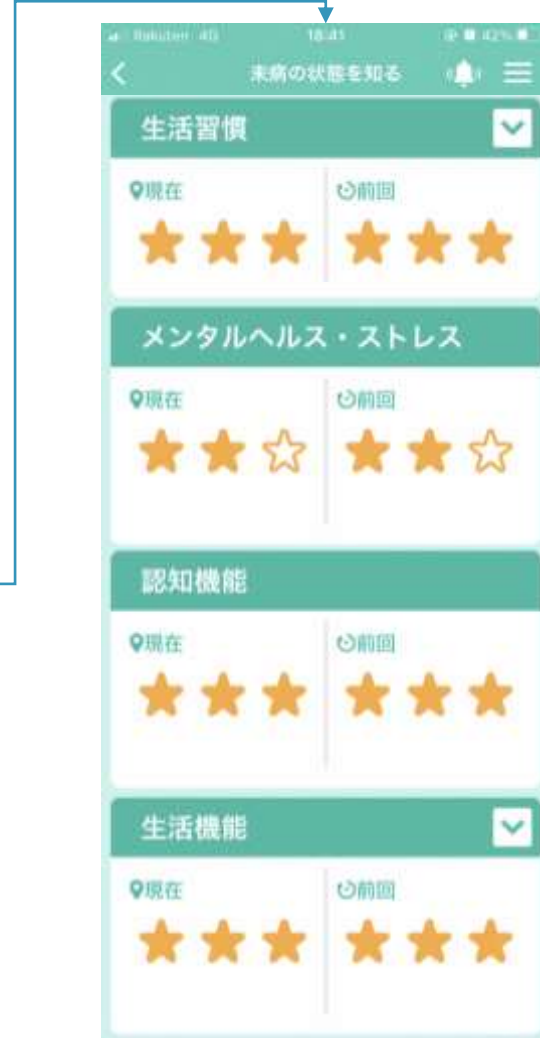 Rakuten 4G 18:41 42%
未病の状態を知る
生活習慣
現在 前回
メンタルヘルス・ストレス
現在 前回
認知機能
現在 前回
生活機能
現在 前回